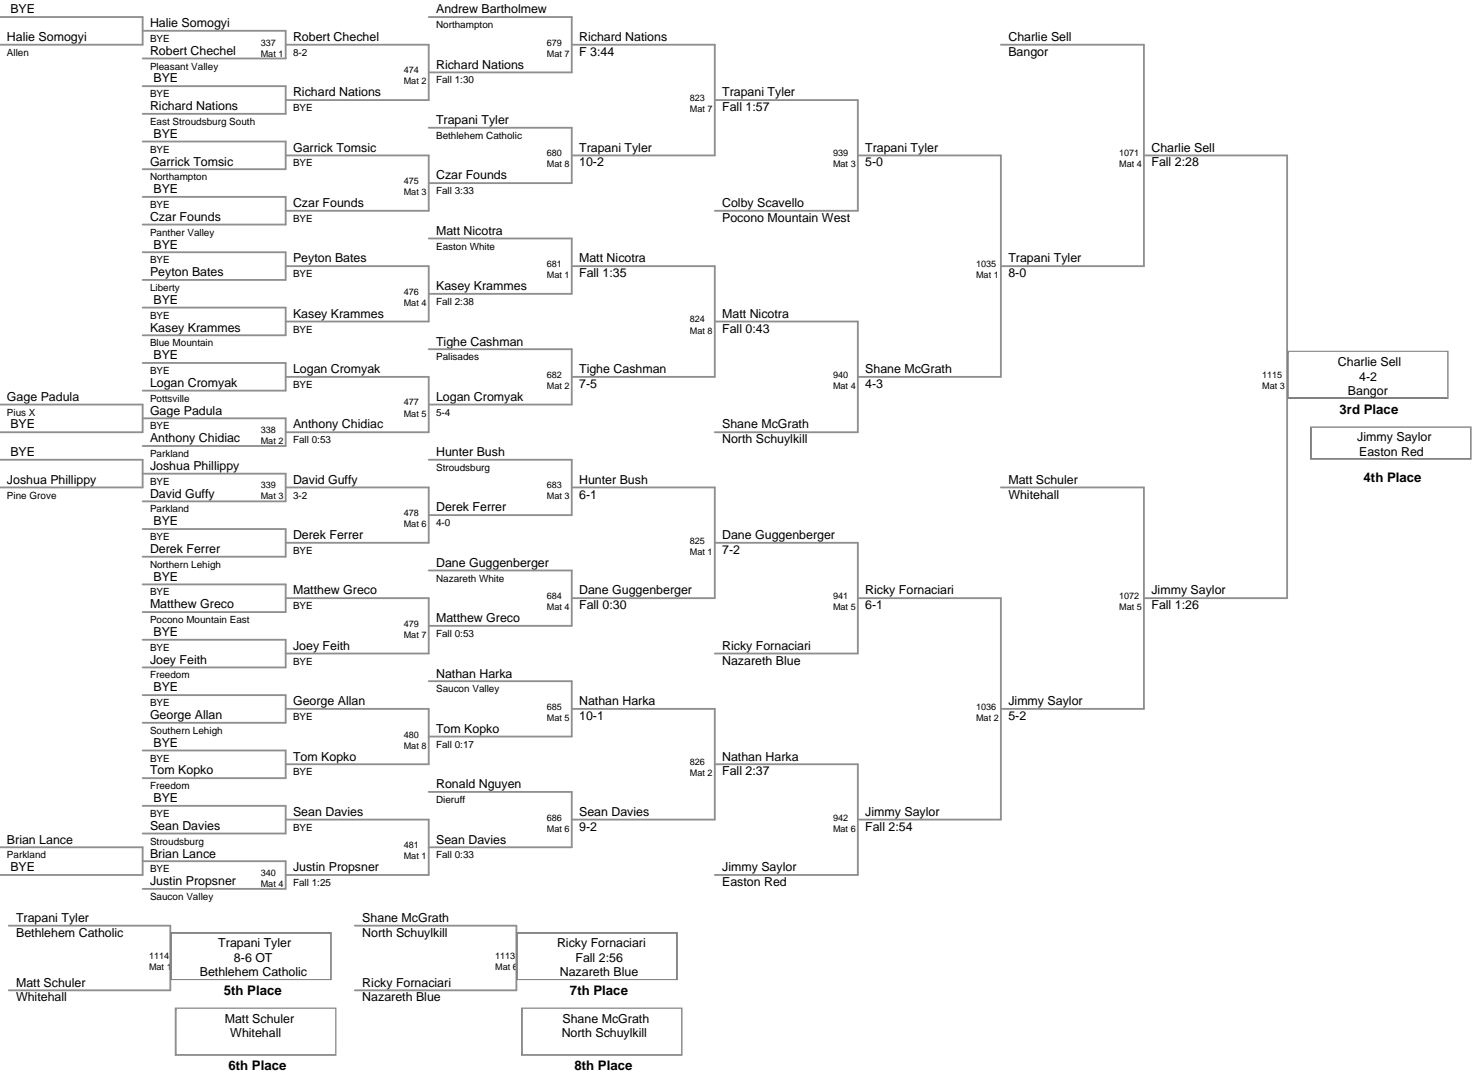 BYE
Halie Somogyi
Allen
Gage Padula
Pius X
BYE
BYE
Joshua Phillippy
Pine Grove
Brian Lance
Parkland
BYE
Halie Somogyi
BYE
Robert Chechel
337
Mat 1
Pleasant Valley
BYE
BYE
Richard Nations
East Stroudsburg South
BYE
BYE
Garrick Tomsic
Northampton
BYE
BYE
Czar Founds
Panther Valley
BYE
BYE
Peyton Bates
Liberty
BYE
BYE
Kasey Krammes
Blue Mountain
BYE
BYE
Logan Cromyak
Pottsville
Gage Padula
BYE
Anthony Chidiac
338
Mat 2
Parkland
Joshua Phillippy
BYE
David Guffy
339
Mat 3
Parkland
BYE
BYE
Derek Ferrer
Northern Lehigh
BYE
BYE
Matthew Greco
Pocono Mountain East
BYE
BYE
Joey Feith
Freedom
BYE
BYE
George Allan
Southern Lehigh
BYE
BYE
Tom Kopko
Freedom
BYE
BYE
Sean Davies
Stroudsburg
Brian Lance
BYE
Justin Propsner
340
Mat 4
Saucon Valley
Robert Chechel
8-2
474
Mat 2
Richard Nations
BYE
Garrick Tomsic
BYE
475
Mat 3
Czar Founds
BYE
Peyton Bates
BYE
476
Mat 4
Kasey Krammes
BYE
Logan Cromyak
BYE
477
Mat 5
Anthony Chidiac
Fall 0:53
David Guffy
3-2
478
Mat 6
Derek Ferrer
BYE
Matthew Greco
BYE
479
Mat 7
Joey Feith
BYE
George Allan
BYE
480
Mat 8
Tom Kopko
BYE
Sean Davies
BYE
481
Mat 1
Justin Propsner
Fall 1:25
Andrew Bartholmew
Northampton
679
Mat 7
Richard Nations
Fall 1:30
Trapani Tyler
Bethlehem Catholic
680
Mat 8
Czar Founds
Fall 3:33
Matt Nicotra
Easton White
681
Mat 1
Kasey Krammes
Fall 2:38
Tighe Cashman
Palisades
682
Mat 2
Logan Cromyak
5-4
Hunter Bush
Stroudsburg
683
Mat 3
Derek Ferrer
4-0
Dane Guggenberger
Nazareth White
684
Mat 4
Matthew Greco
Fall 0:53
Nathan Harka
Saucon Valley
685
Mat 5
Tom Kopko
Fall 0:17
Ronald Nguyen
Dieruff
686
Mat 6
Sean Davies
Fall 0:33
Richard Nations
F 3:44
823
Mat 7
Trapani Tyler
10-2
Matt Nicotra
Fall 1:35
824
Mat 8
Tighe Cashman
7-5
Hunter Bush
6-1
825
Mat 1
Dane Guggenberger
Fall 0:30
Nathan Harka
10-1
826
Mat 2
Sean Davies
9-2
Trapani Tyler
Fall 1:57
939
Mat 3
Colby Scavello
Pocono Mountain West
Matt Nicotra
Fall 0:43
940
Mat 4
Shane McGrath
North Schuylkill
Dane Guggenberger
7-2
941
Mat 5
Ricky Fornaciari
Nazareth Blue
Nathan Harka
Fall 2:37
942
Mat 6
Jimmy Saylor
Easton Red
Trapani Tyler
5-0
1035
Mat 1
Shane McGrath
4-3
Ricky Fornaciari
6-1
1036
Mat 2
Jimmy Saylor
Fall 2:54
Charlie Sell
Bangor
1071
Mat 4
Trapani Tyler
8-0
Matt Schuler
Whitehall
1072
Mat 5
Jimmy Saylor
5-2
Charlie Sell
Fall 2:28
1115
Mat 3
Jimmy Saylor
Fall 1:26
Charlie Sell
4-2
Bangor
3rd Place
Jimmy Saylor
Easton Red
4th Place
Trapani Tyler
Bethlehem Catholic
1114
Mat 1
Matt Schuler
Whitehall
Trapani Tyler
8-6 OT
Bethlehem Catholic
5th Place
Matt Schuler
Whitehall
6th Place
Shane McGrath
North Schuylkill
1113
Mat 6
Ricky Fornaciari
Nazareth Blue
Ricky Fornaciari
Fall 2:56
Nazareth Blue
7th Place
Shane McGrath
North Schuylkill
8th Place